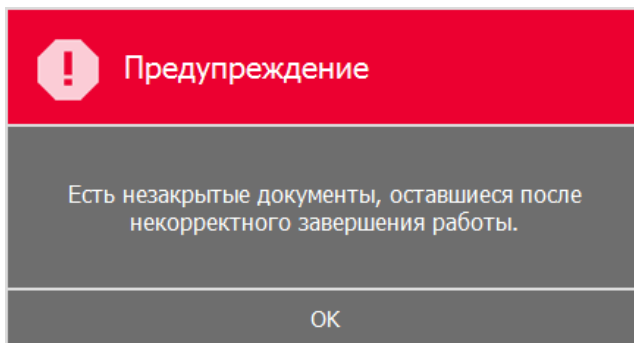 Предупреждение
Есть незакрытые документы, оставшиеся после
некорректного завершения работы.
OK